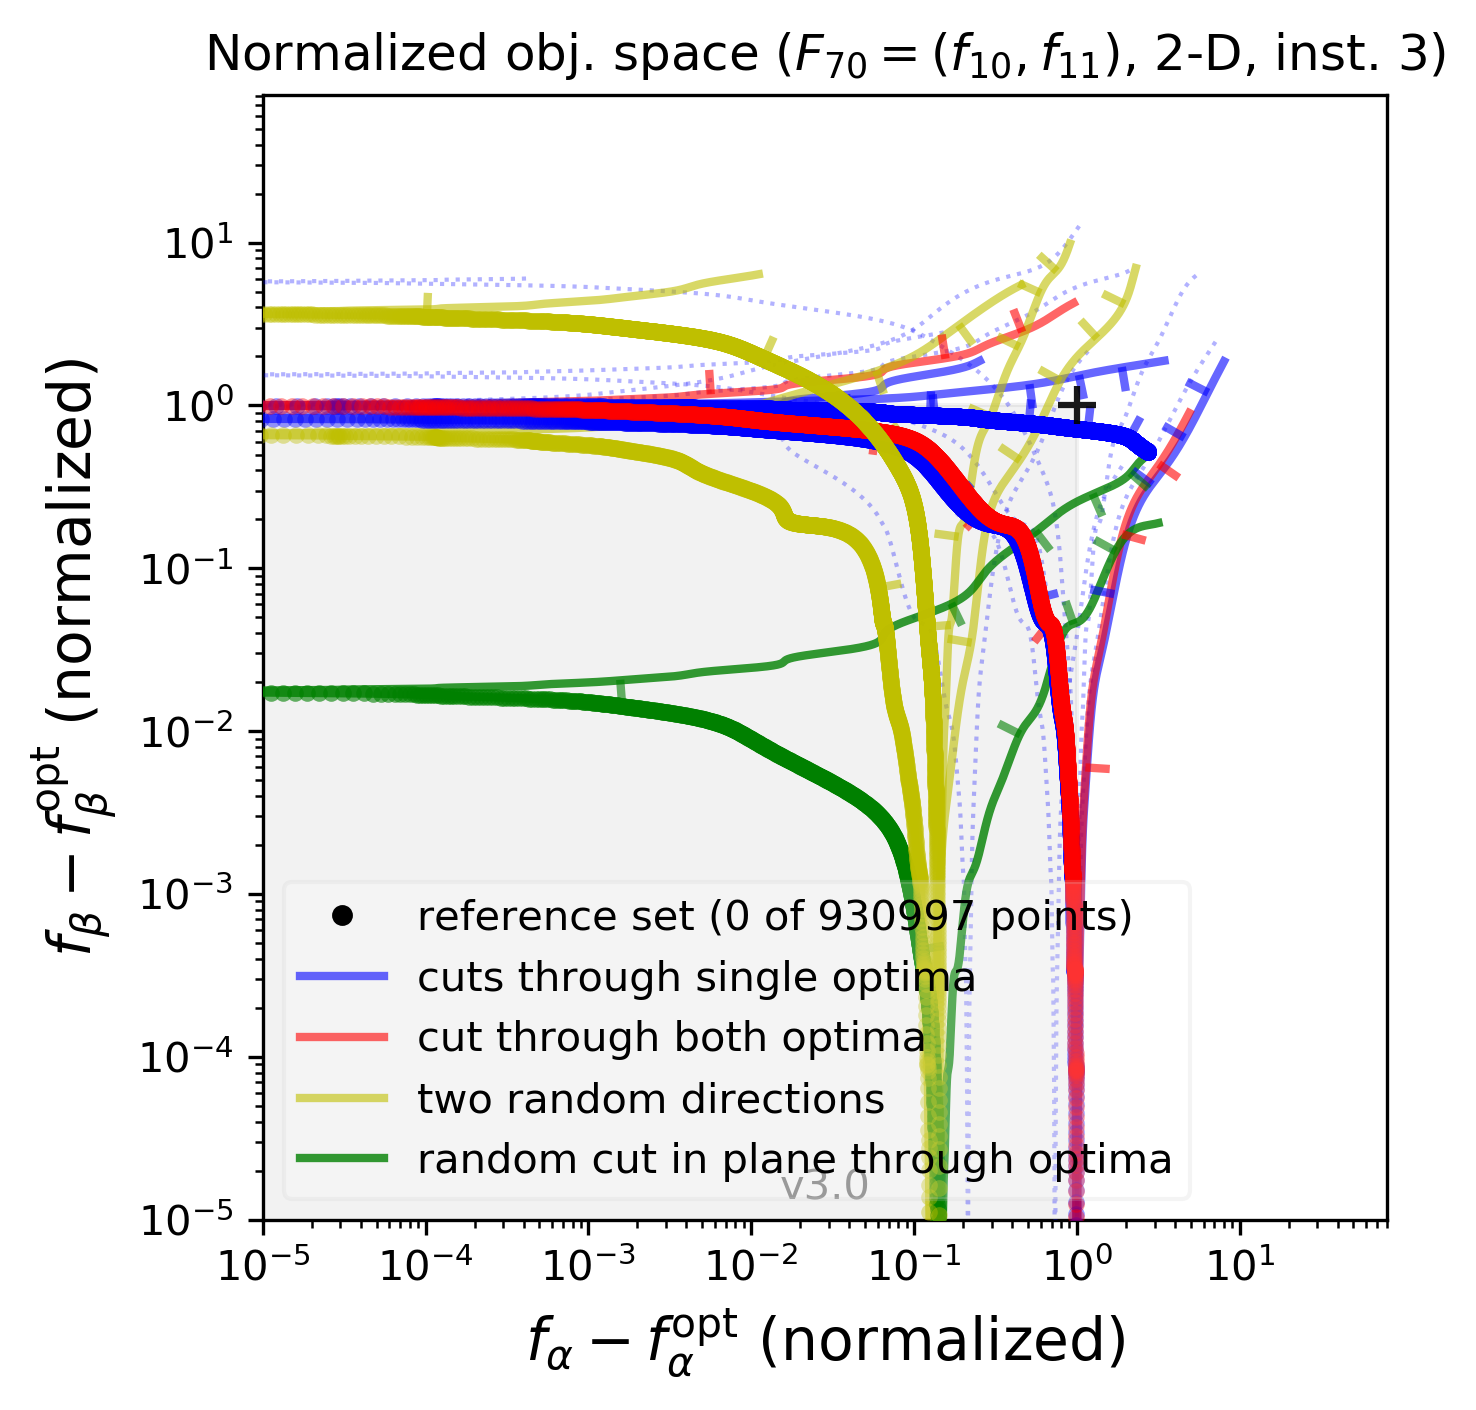 Normalized obj. space (F₇₀ = (f₁₀, f₁₁), 2-D, inst. 3)
f_β − f_β^opt (normalized)
10¹
10⁰
10⁻¹
10⁻²
10⁻³
10⁻⁴
10⁻⁵
reference set (0 of 930997 points)
cuts through single optima
cut through both optima
two random directions
random cut in plane through optima
v3.0
10⁻⁵ 10⁻⁴ 10⁻³ 10⁻² 10⁻¹ 10⁰ 10¹
f_α − f_α^opt (normalized)